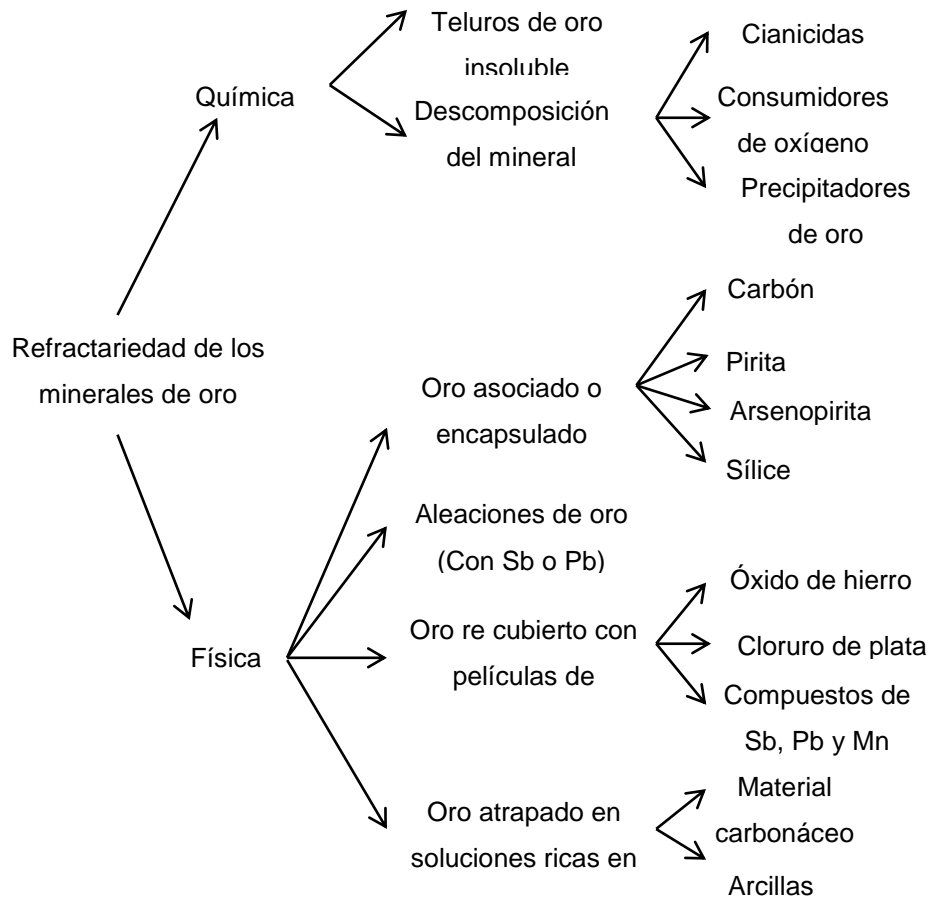 Teluros de oro
insoluble
Cianicidas
Química
Descomposición
del mineral
Consumidores
de oxígeno
Precipitadores
de oro
Refractariedad de los
minerales de oro
Carbón
Pirita
Oro asociado o
encapsulado
Arsenopirita
Sílice
Aleaciones de oro
(Con Sb o Pb)
Óxido de hierro
Física
Oro re cubierto con
películas de
Cloruro de plata
Compuestos de
Sb, Pb y Mn
Oro atrapado en
soluciones ricas en
Material
carbonáceo
Arcillas